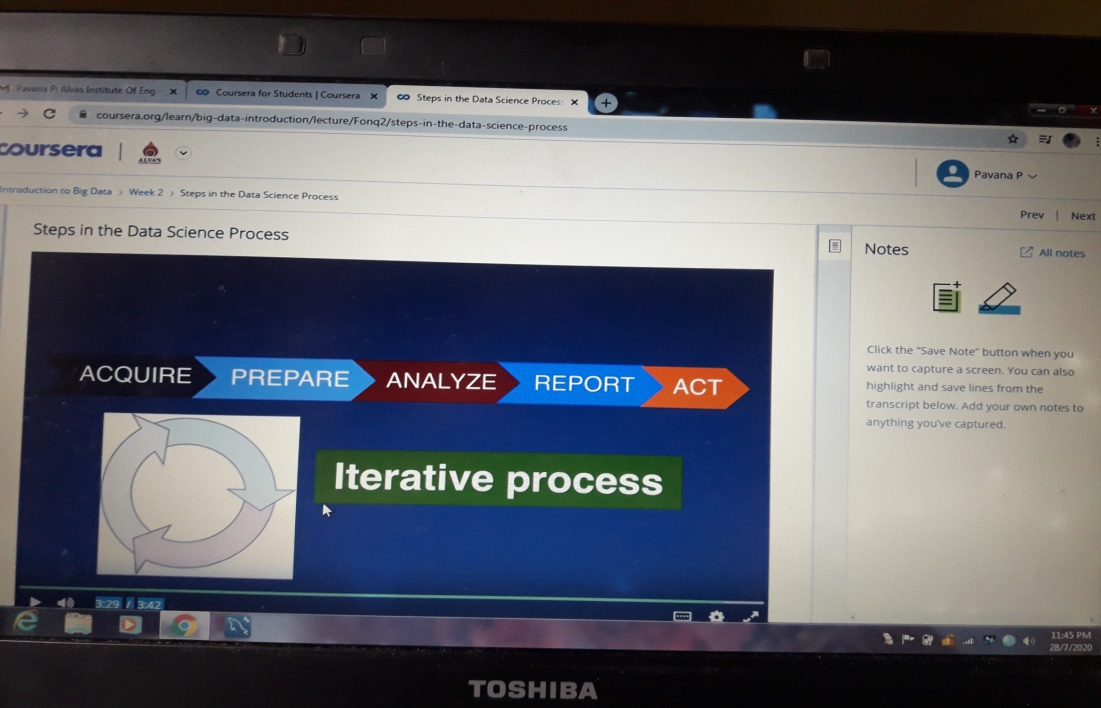 Pavana P: Alvas Institute Of Eng
Coursera for Students | Coursera
Steps in the Data Science Proces
coursera.org/learn/big-data-introduction/lecture/Fonq2/steps-in-the-data-science-process
coursera
ALVA'S
Pavana P
Introduction to Big Data > Week 2 > Steps in the Data Science Process
Prev | Next
Steps in the Data Science Process
Notes
All notes
Click the "Save Note" button when you
want to capture a screen. You can also
highlight and save lines from the
transcript below. Add your own notes to
anything you've captured.
ACQUIRE PREPARE ANALYZE REPORT ACT
Iterative process
3:29 / 3:42
11:45 PM
28/7/2020
TOSHIBA